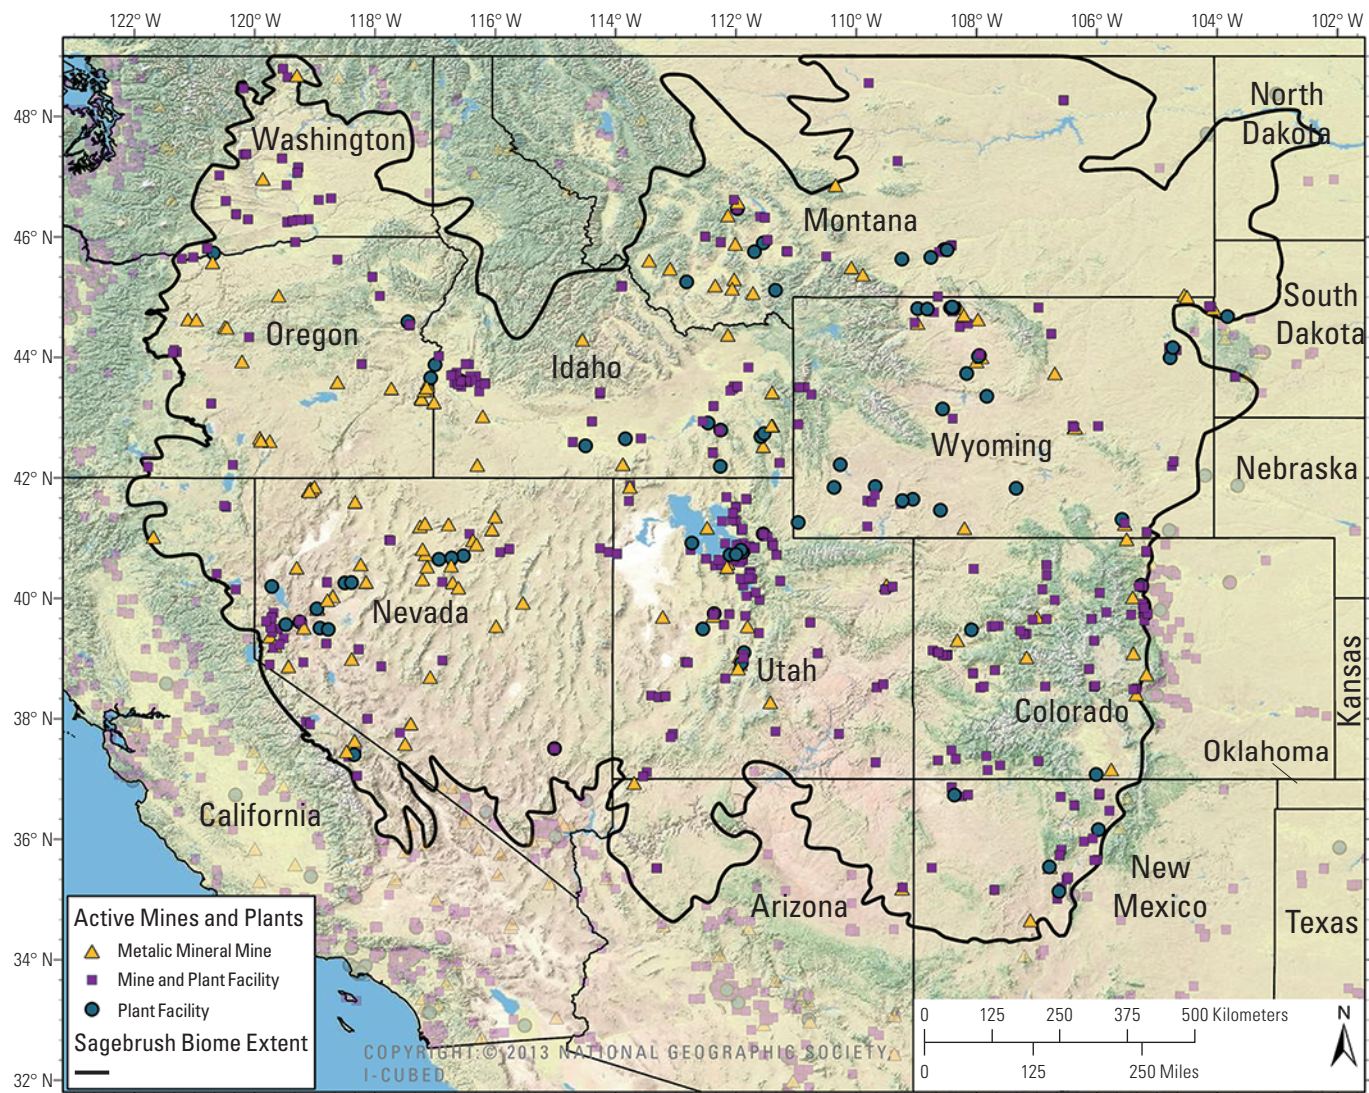 122° W 120° W 118° W 116° W 114° W 112° W 110° W 108° W 106° W 104° W 102° W
48° N
46° N
44° N
42° N
40° N
38° N
36° N
34° N
32° N
Washington
Montana
North
Dakota
Oregon
Idaho
South
Dakota
Wyoming
Nebraska
Nevada
Utah
Colorado
Kansas
Oklahoma
California
Arizona
New
Mexico
Texas
Active Mines and Plants
Metalic Mineral Mine
Mine and Plant Facility
Plant Facility
Sagebrush Biome Extent
COPYRIGHT:© 2013 NATIONAL GEOGRAPHIC SOCIETY,
I-CUBED
0 125 250 375 500 Kilometers
0 125 250 Miles
N